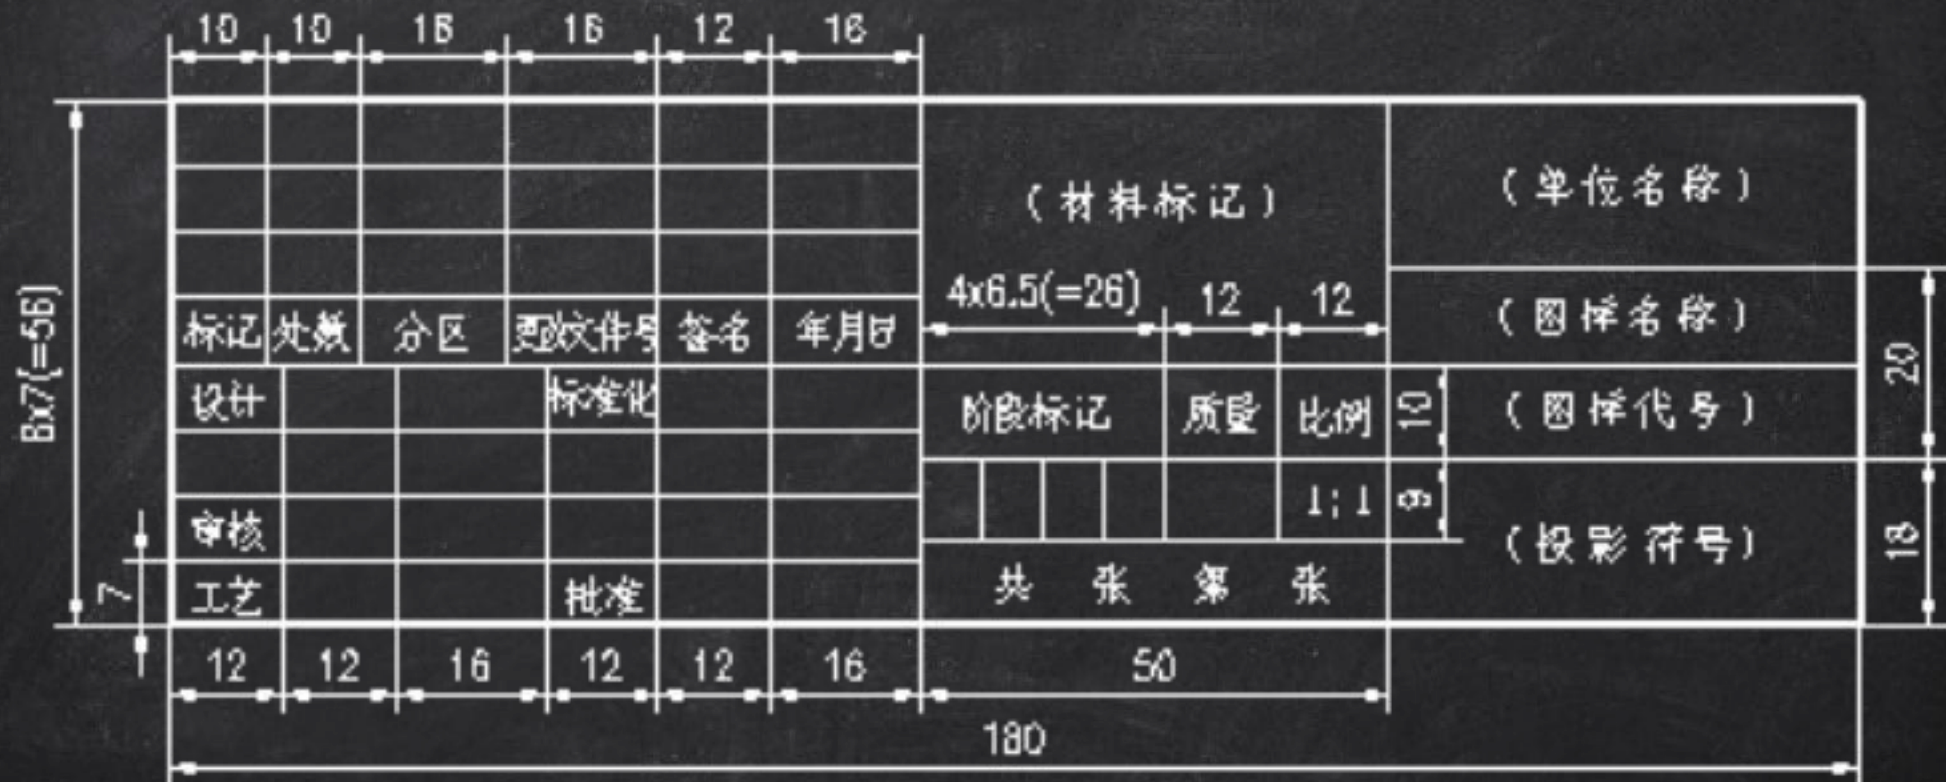 10 10 16 16 12 16
(材料标记)
(单位名称)
4x6.5(=26) 12 12
(图样名称)
标记 处数 分区 更改文件号 签名 年月日
8x7(=56)
20
设计 标准化
阶段标记 质量 比例 10
(图样代号)
1:1 9
审核
(投影符号)
18
7
工艺 批准
共 张 第 张
12 12 16 12 12 16 50
180